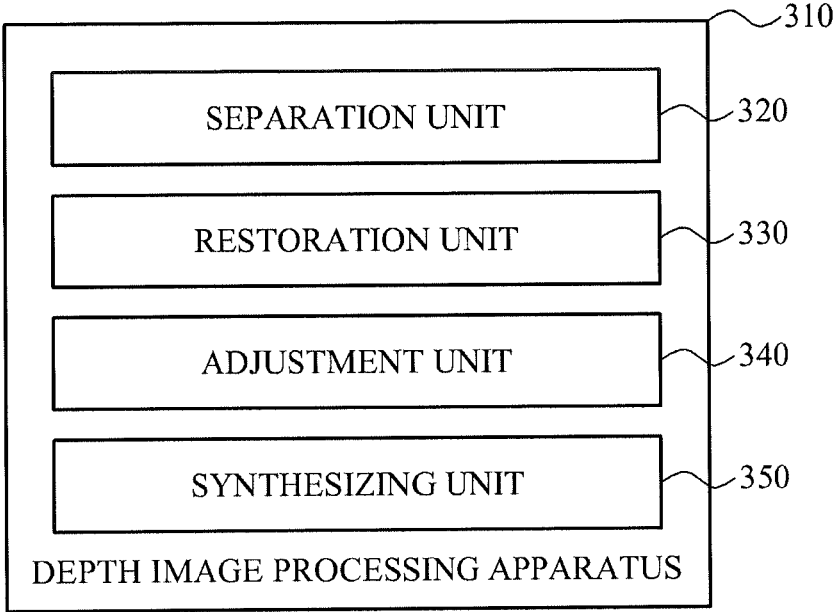 310
SEPARATION UNIT
320
RESTORATION UNIT
330
ADJUSTMENT UNIT
340
SYNTHESIZING UNIT
350
DEPTH IMAGE PROCESSING APPARATUS